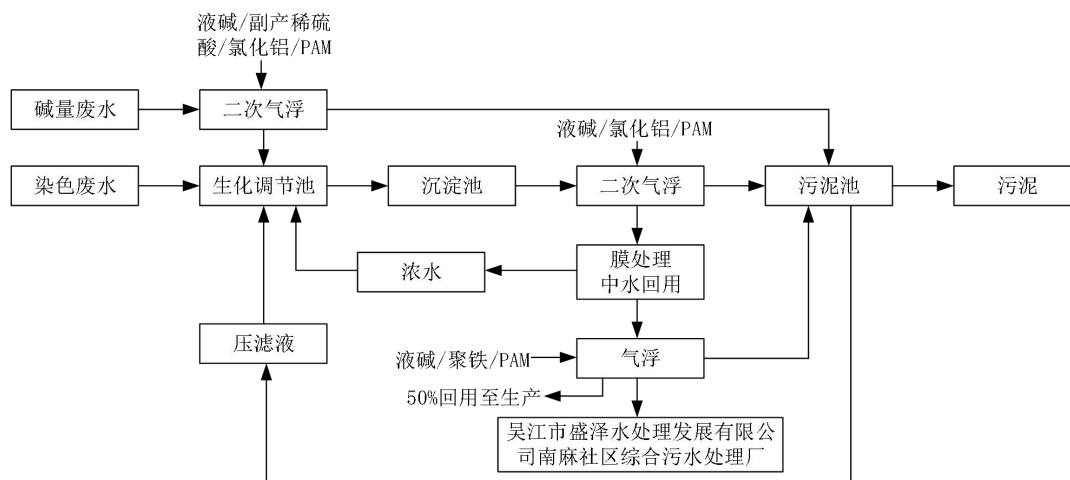 液碱/副产稀硫
酸/氯化铝/PAM
碱量废水
二次气浮
液碱/氯化铝/PAM
染色废水
生化调节池
沉淀池
二次气浮
污泥池
污泥
浓水
膜处理
中水回用
压滤液
液碱/聚铁/PAM
气浮
50%回用至生产
吴江市盛泽水处理发展有限公
司南麻社区综合污水处理厂